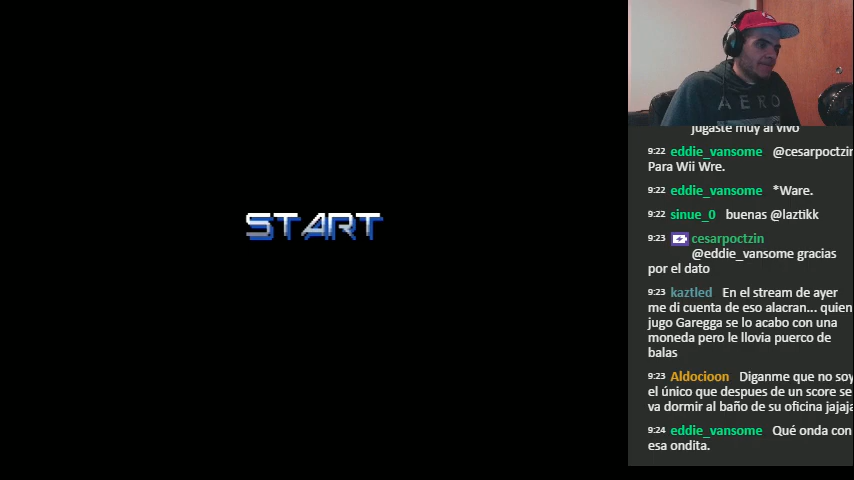 START
AERO
jugaste muy al vivo
9:22 eddie_vansome @cesarpoctzin
Para Wii Wre.
9:22 eddie_vansome *Ware.
9:22 sinue_0 buenas @laztikk
9:23 cesarpoctzin
@eddie_vansome gracias
por el dato
9:23 kaztled En el stream de ayer
me di cuenta de eso alacran... quien
jugo Garegga se lo acabo con una
moneda pero le llovia puerco de
balas
9:23 Aldocioon Diganme que no soy
el único que despues de un score se
va dormir al baño de su oficina jajaja
9:24 eddie_vansome Qué onda con
esa ondita.